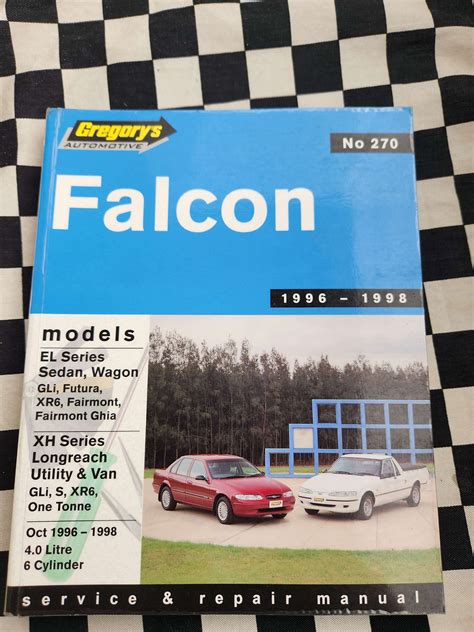 Gregory's
AUTOMOTIVE
No 270
Falcon
1996 – 1998
models
EL Series
Sedan, Wagon
GLi, Futura,
XR6, Fairmont,
Fairmont Ghia
XH Series
Longreach
Utility & Van
GLi, S, XR6,
One Tonne
Oct 1996 – 1998
4.0 Litre
6 Cylinder
service & repair manual